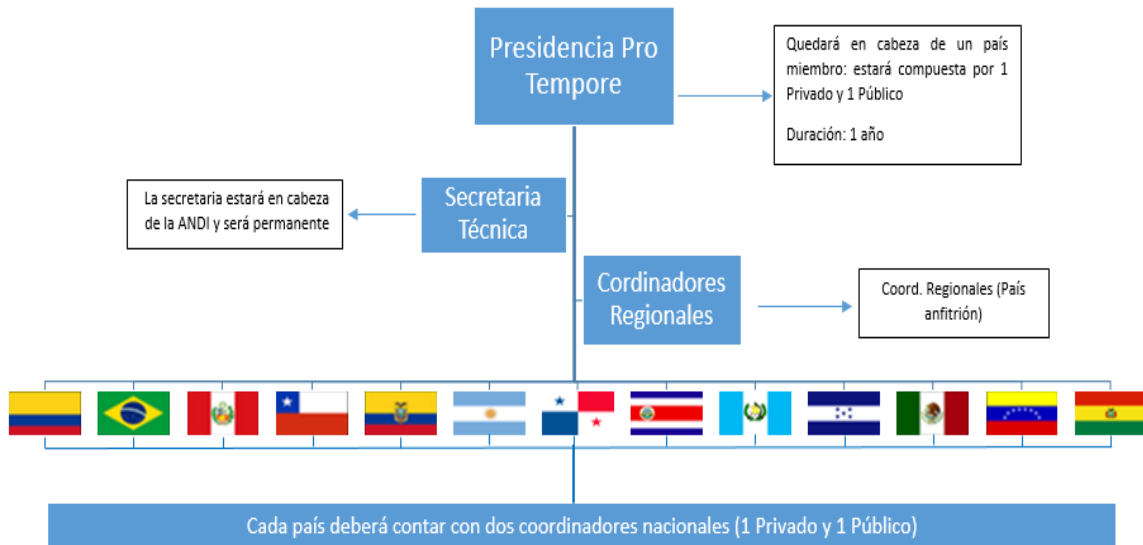 Presidencia Pro
Tempore
Quedará en cabeza de un país
miembro: estará compuesta por 1
Privado y 1 Público
Duración: 1 año
La secretaria estará en cabeza
de la ANDI y será permanente
Secretaria
Técnica
Cordinadores
Regionales
Coord. Regionales (País
anfitrión)
Cada país deberá contar con dos coordinadores nacionales (1 Privado y 1 Público)